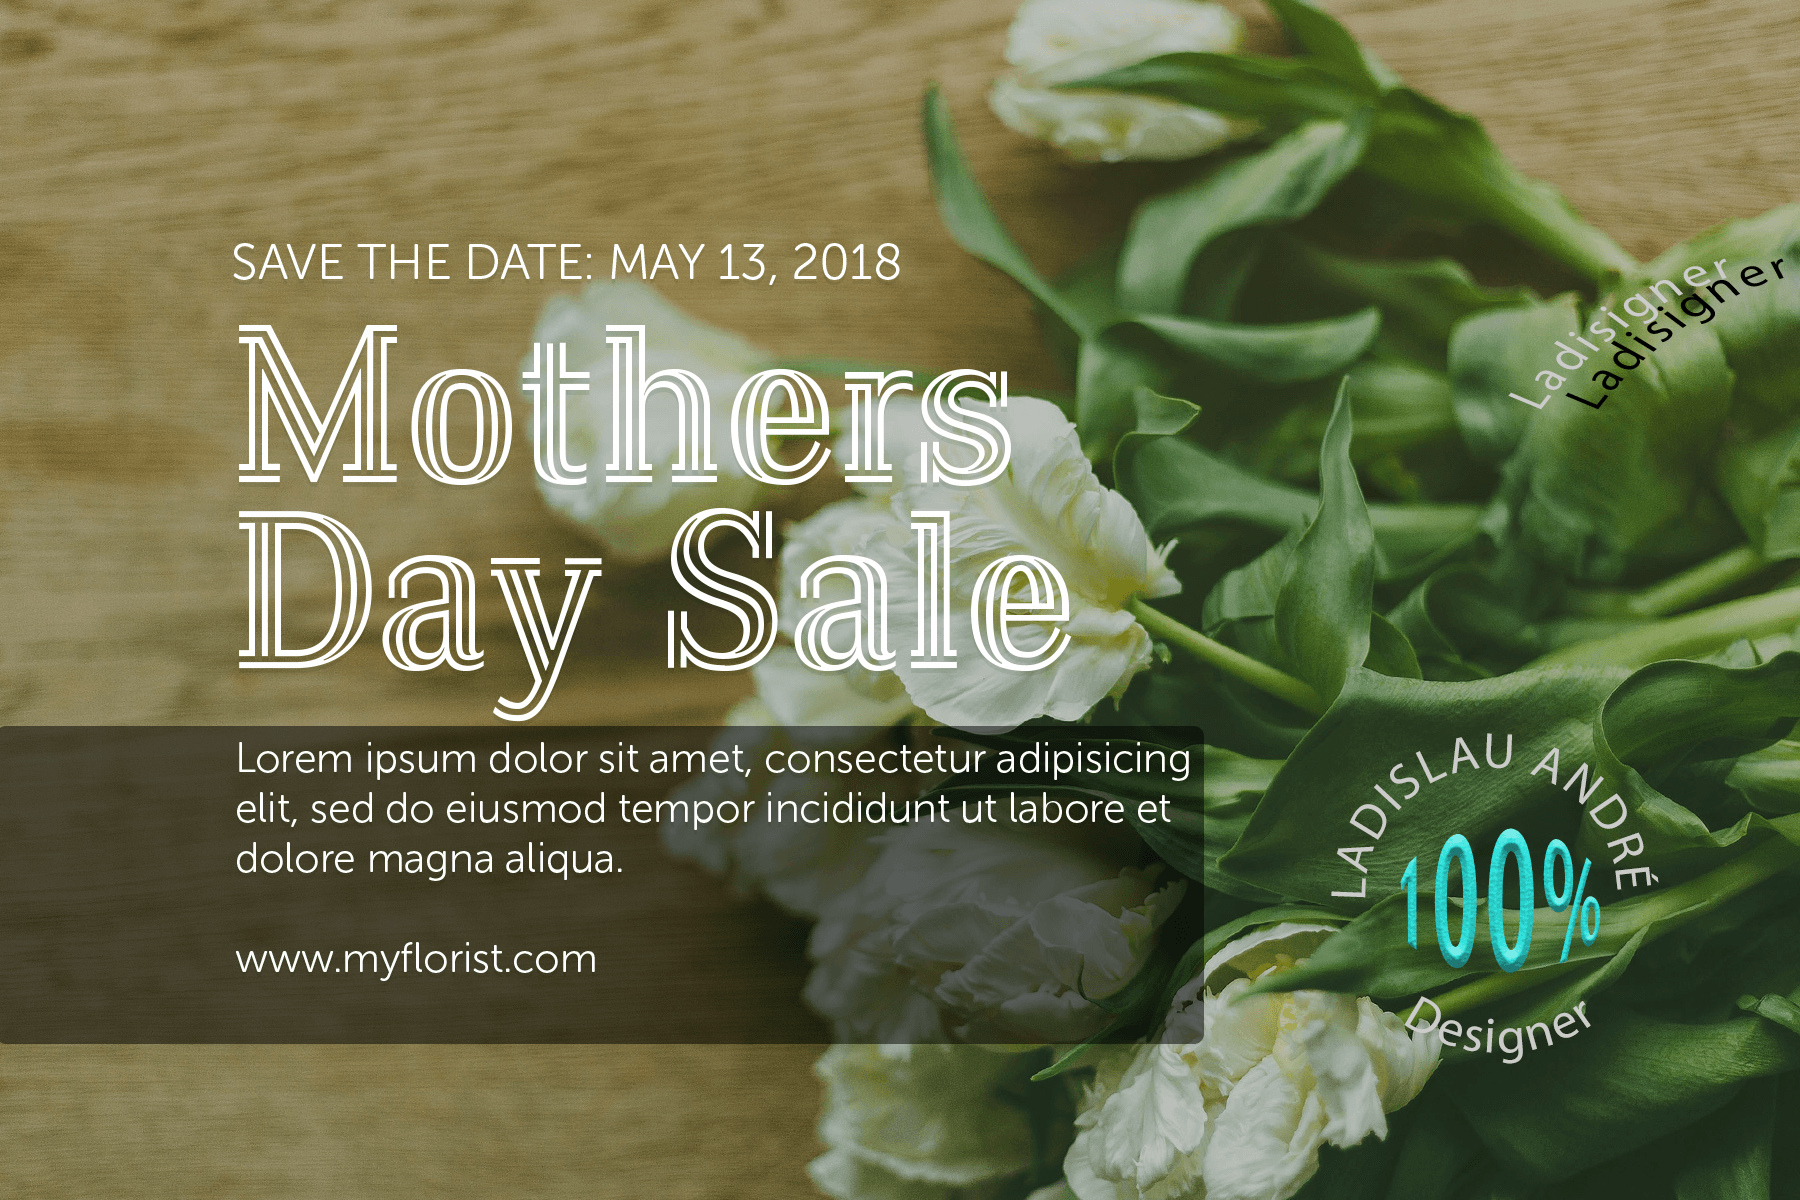 SAVE THE DATE: MAY 13, 2018
Mothers
Day Sale
Lorem ipsum dolor sit amet, consectetur adipisicing
elit, sed do eiusmod tempor incididunt ut labore et
dolore magna aliqua.
www.myflorist.com
Ladisigner
Ladisigner
LADISLAU ANDRÉ
100%
Designer